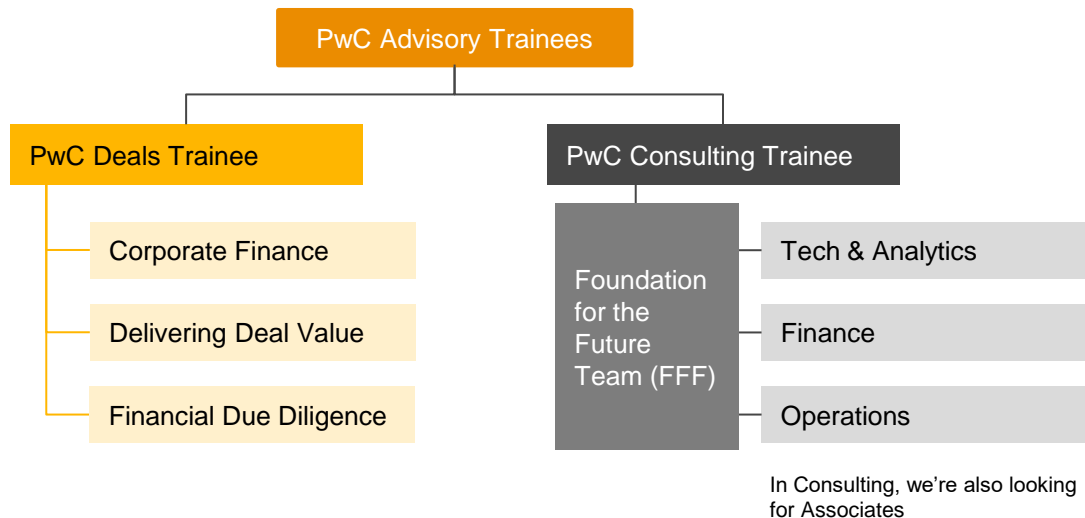 PwC Advisory Trainees
PwC Deals Trainee
Corporate Finance
Delivering Deal Value
Financial Due Diligence
PwC Consulting Trainee
Foundation
for the
Future
Team (FFF)
Tech & Analytics
Finance
Operations
In Consulting, we’re also looking
for Associates